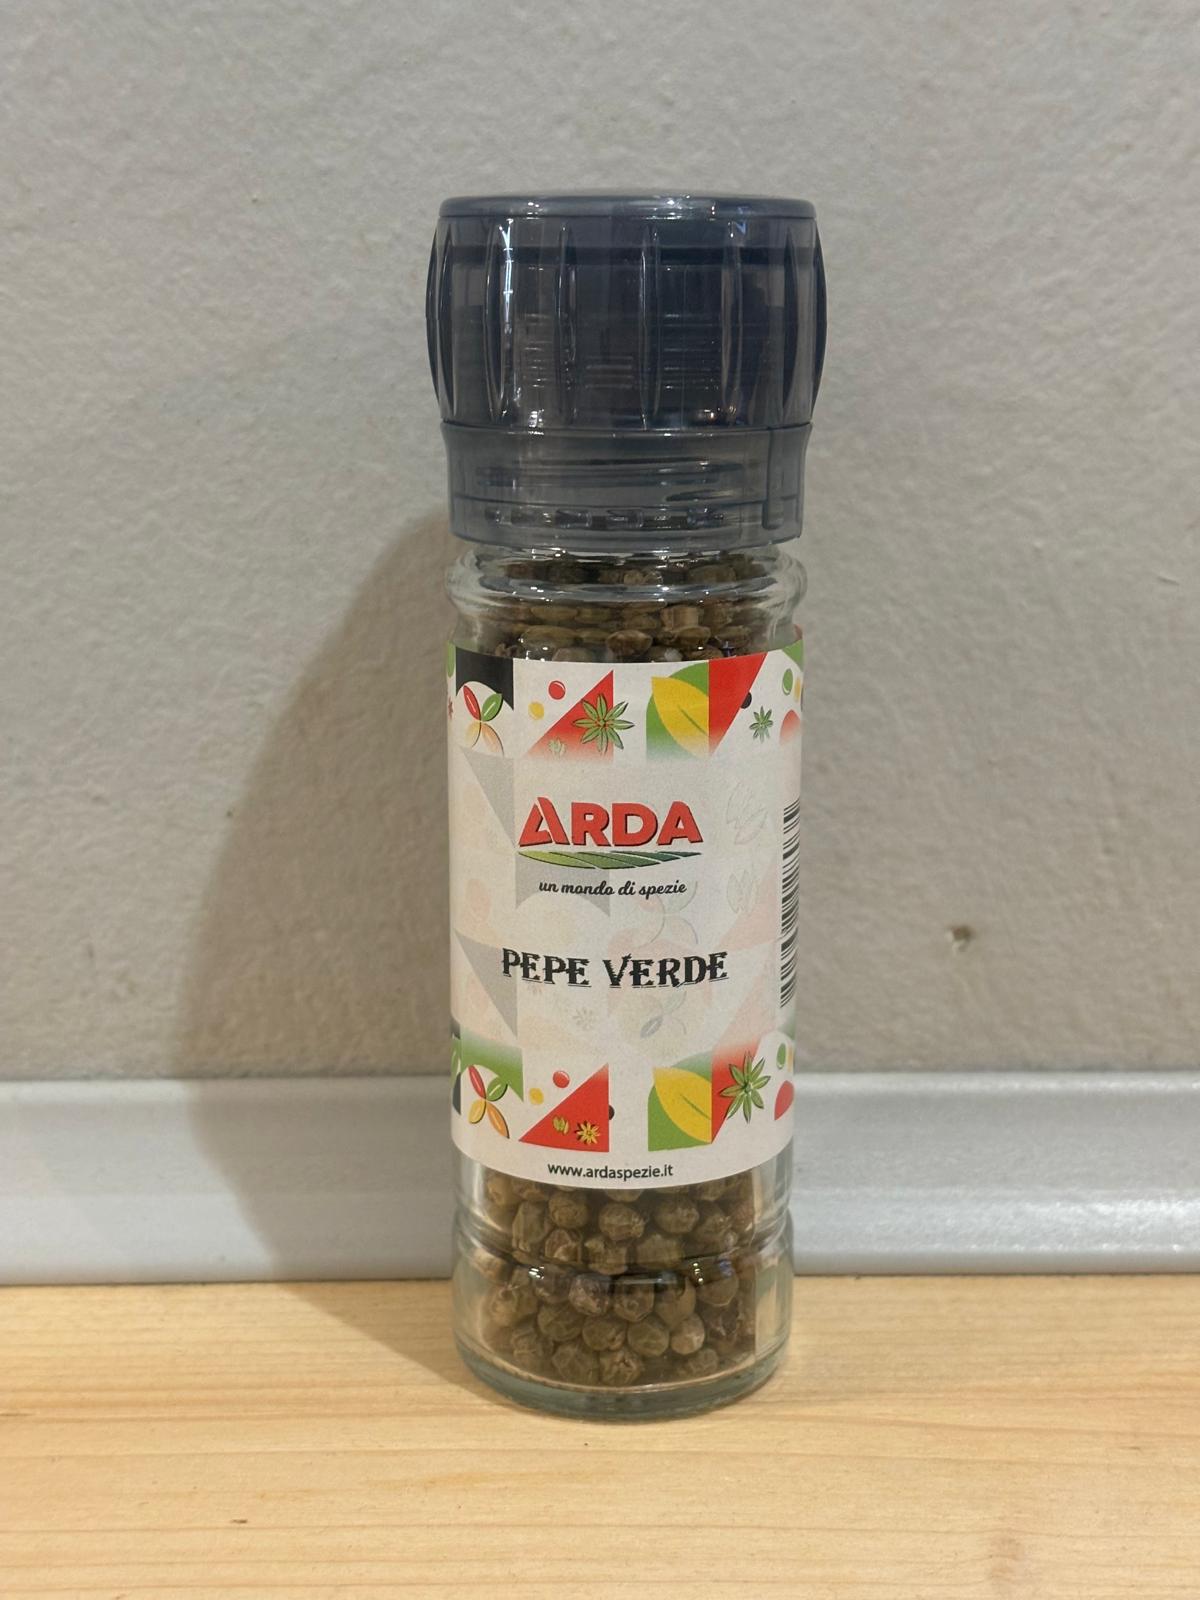 ARDA
un mondo di spezie
PEPE VERDE
www.ardaspezie.it